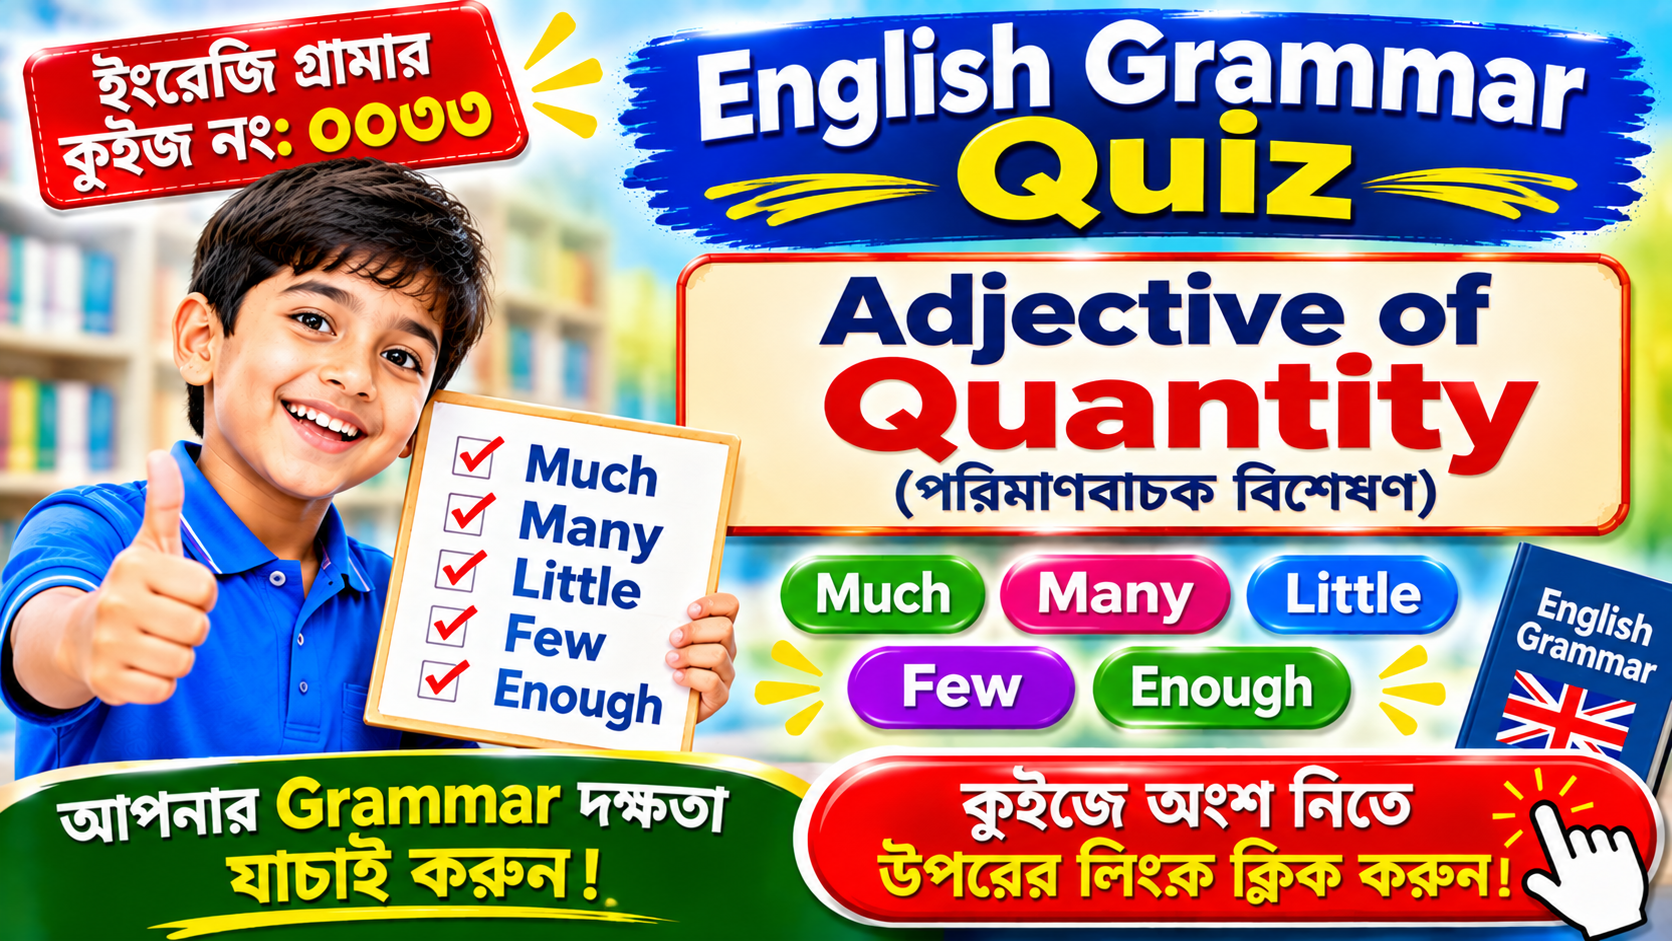 ইংরেজি গ্রামার
কুইজ নং: ০০৩৩
English Grammar
Quiz
Adjective of
Quantity
(পরিমাণবাচক বিশেষণ)
Much
Many
Little
Few
Enough
Much
Many
Little
Few
Enough
English
Grammar
আপনার Grammar দক্ষতা
যাচাই করুন!
কুইজে অংশ নিতে
উপরের লিংক ক্লিক করুন!